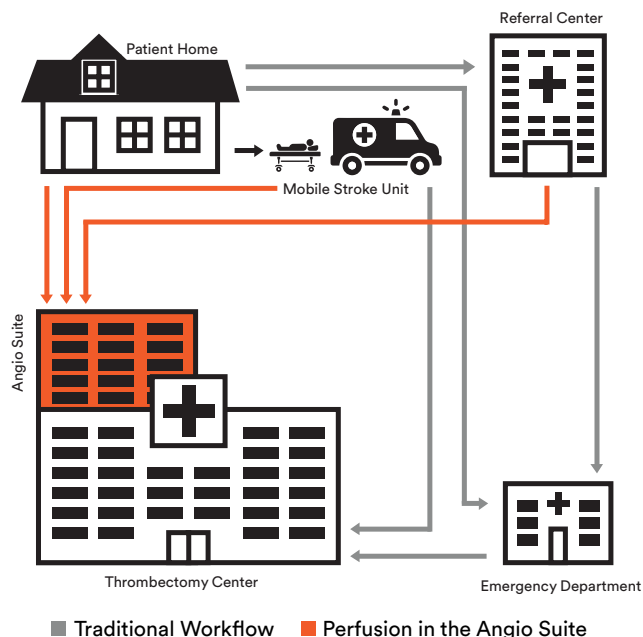 Referral Center
Patient Home
Mobile Stroke Unit
Angio Suite
Thrombectomy Center
Emergency Department
Traditional Workflow
Perfusion in the Angio Suite